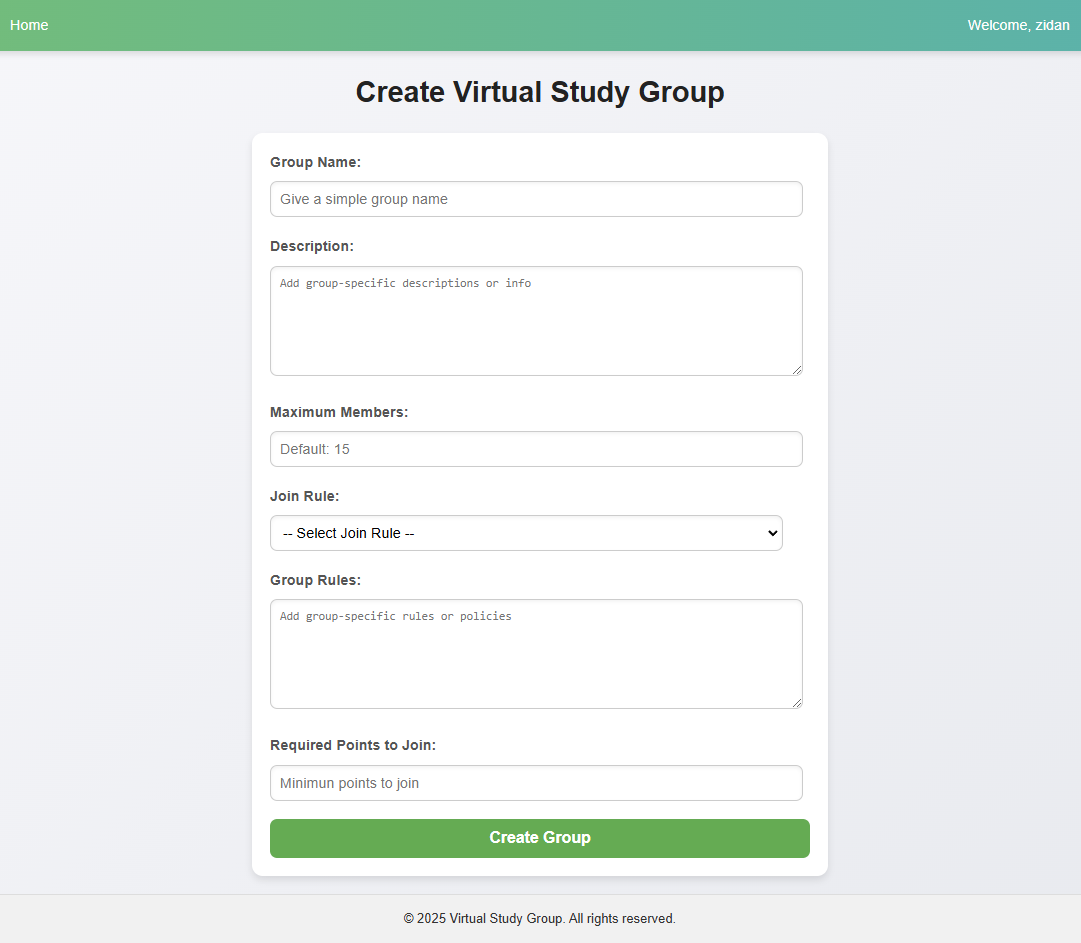 Home
Welcome, zidan
Create Virtual Study Group
Group Name:
Give a simple group name
Description:
Add group-specific descriptions or info
Maximum Members:
Default: 15
Join Rule:
-- Select Join Rule --
Group Rules:
Add group-specific rules or policies
Required Points to Join:
Minimun points to join
Create Group
© 2025 Virtual Study Group. All rights reserved.